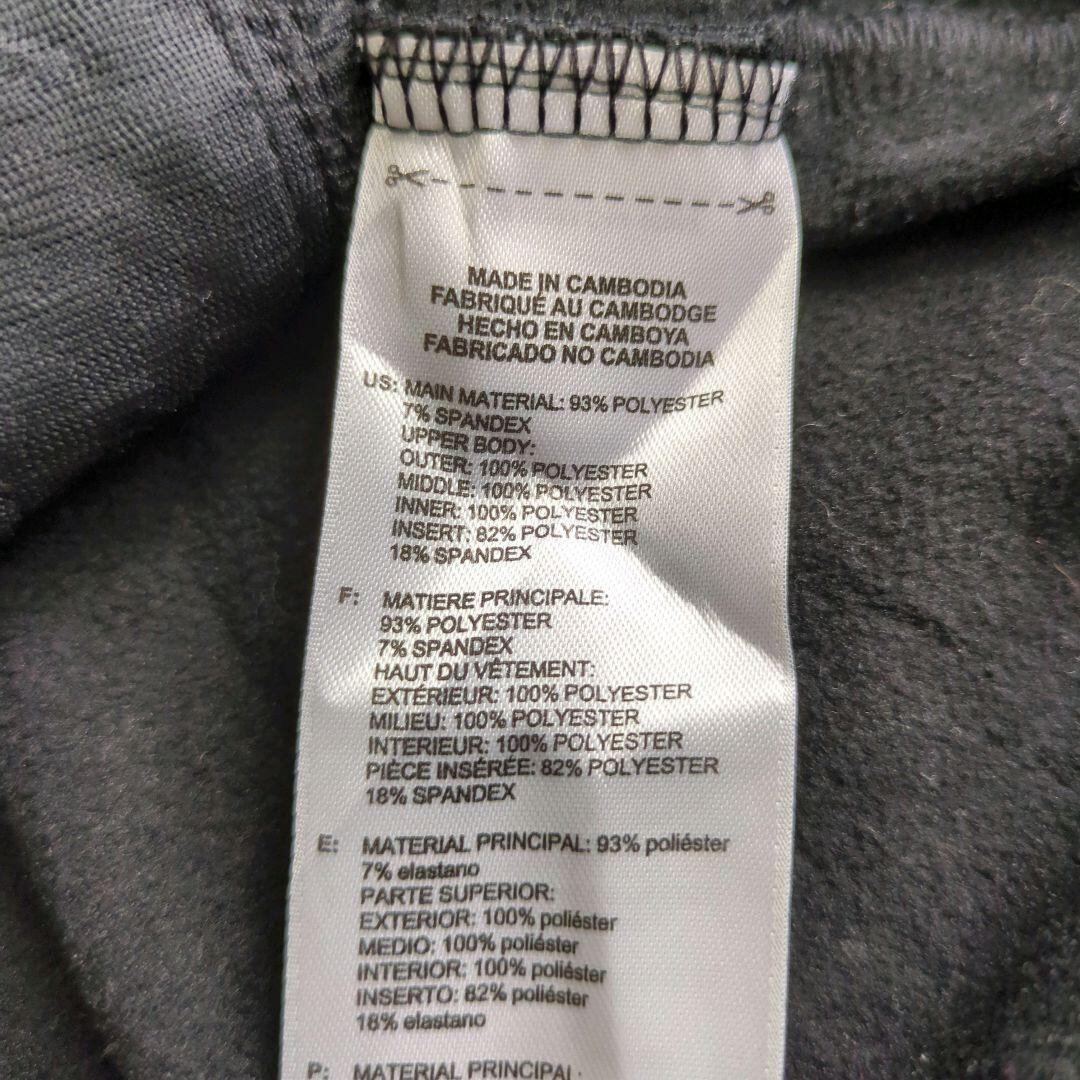 MADE IN CAMBODIA
FABRIQUÉ AU CAMBODGE
HECHO EN CAMBOYA
FABRICADO NO CAMBODIA
US: MAIN MATERIAL: 93% POLYESTER
7% SPANDEX
UPPER BODY:
OUTER: 100% POLYESTER
MIDDLE: 100% POLYESTER
INNER: 100% POLYESTER
INSERT: 82% POLYESTER
18% SPANDEX
F: MATIERE PRINCIPALE:
93% POLYESTER
7% SPANDEX
HAUT DU VÊTEMENT:
EXTÉRIEUR: 100% POLYESTER
MILIEU: 100% POLYESTER
INTERIEUR: 100% POLYESTER
PIÈCE INSÉRÉE: 82% POLYESTER
18% SPANDEX
E: MATERIAL PRINCIPAL: 93% poliéster
7% elastano
PARTE SUPERIOR:
EXTERIOR: 100% poliéster
MEDIO: 100% poliéster
INTERIOR: 100% poliéster
INSERTO: 82% poliéster
18% elastano
P: MATERIAL PRINCIPAL: